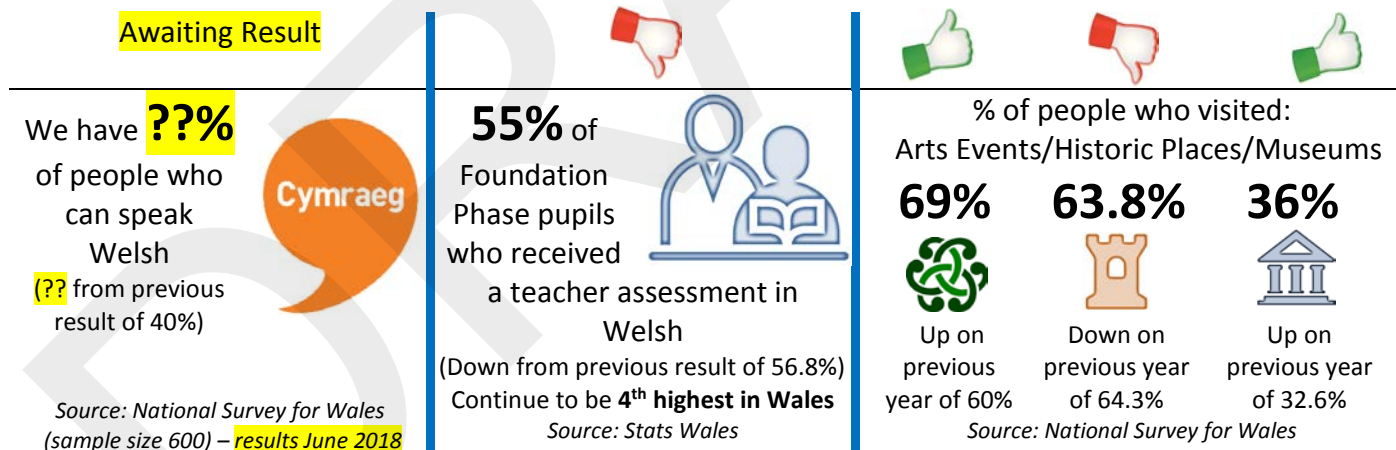 Awaiting Result
We have ??%
of people who
can speak
Welsh
(?? from previous
result of 40%)
Cymraeg
Source: National Survey for Wales
(sample size 600) – results June 2018
55% of
Foundation
Phase pupils
who received
a teacher assessment in
Welsh
(Down from previous result of 56.8%)
Continue to be 4th highest in Wales
Source: Stats Wales
% of people who visited:
Arts Events/Historic Places/Museums
69% 63.8% 36%
Up on
previous
year of 60%
Down on
previous year
of 64.3%
Up on
previous year
of 32.6%
Source: National Survey for Wales